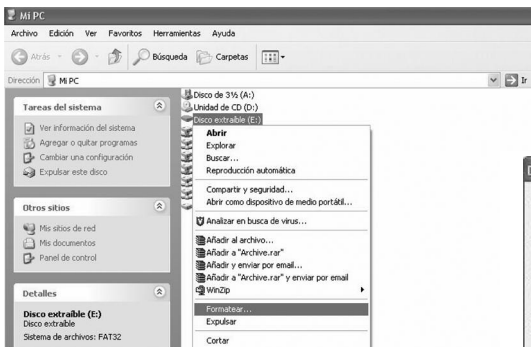 Mi PC
Archivo Edición Ver Favoritos Herramientas Ayuda
Atrás Búsqueda Carpetas
Dirección Mi PC Ir
Tareas del sistema
Ver información del sistema
Agregar o quitar programas
Cambiar una configuración
Expulsar este disco
Otros sitios
Mis sitios de red
Mis documentos
Panel de control
Detalles
Disco extraíble (E:)
Disco extraíble
Sistema de archivos: FAT32
Disco de 3½ (A:)
Unidad de CD (D:)
Disco extraíble (E:)
Abrir
Explorar
Buscar...
Reproducción automática
Compartir y seguridad...
Abrir como dispositivo de medio portátil...
Analizar en busca de virus...
Añadir al archivo...
Añadir a "Archive.rar"
Añadir y enviar por email...
Añadir a "Archive.rar" y enviar por email
WinZip
Formatear...
Expulsar
Cortar